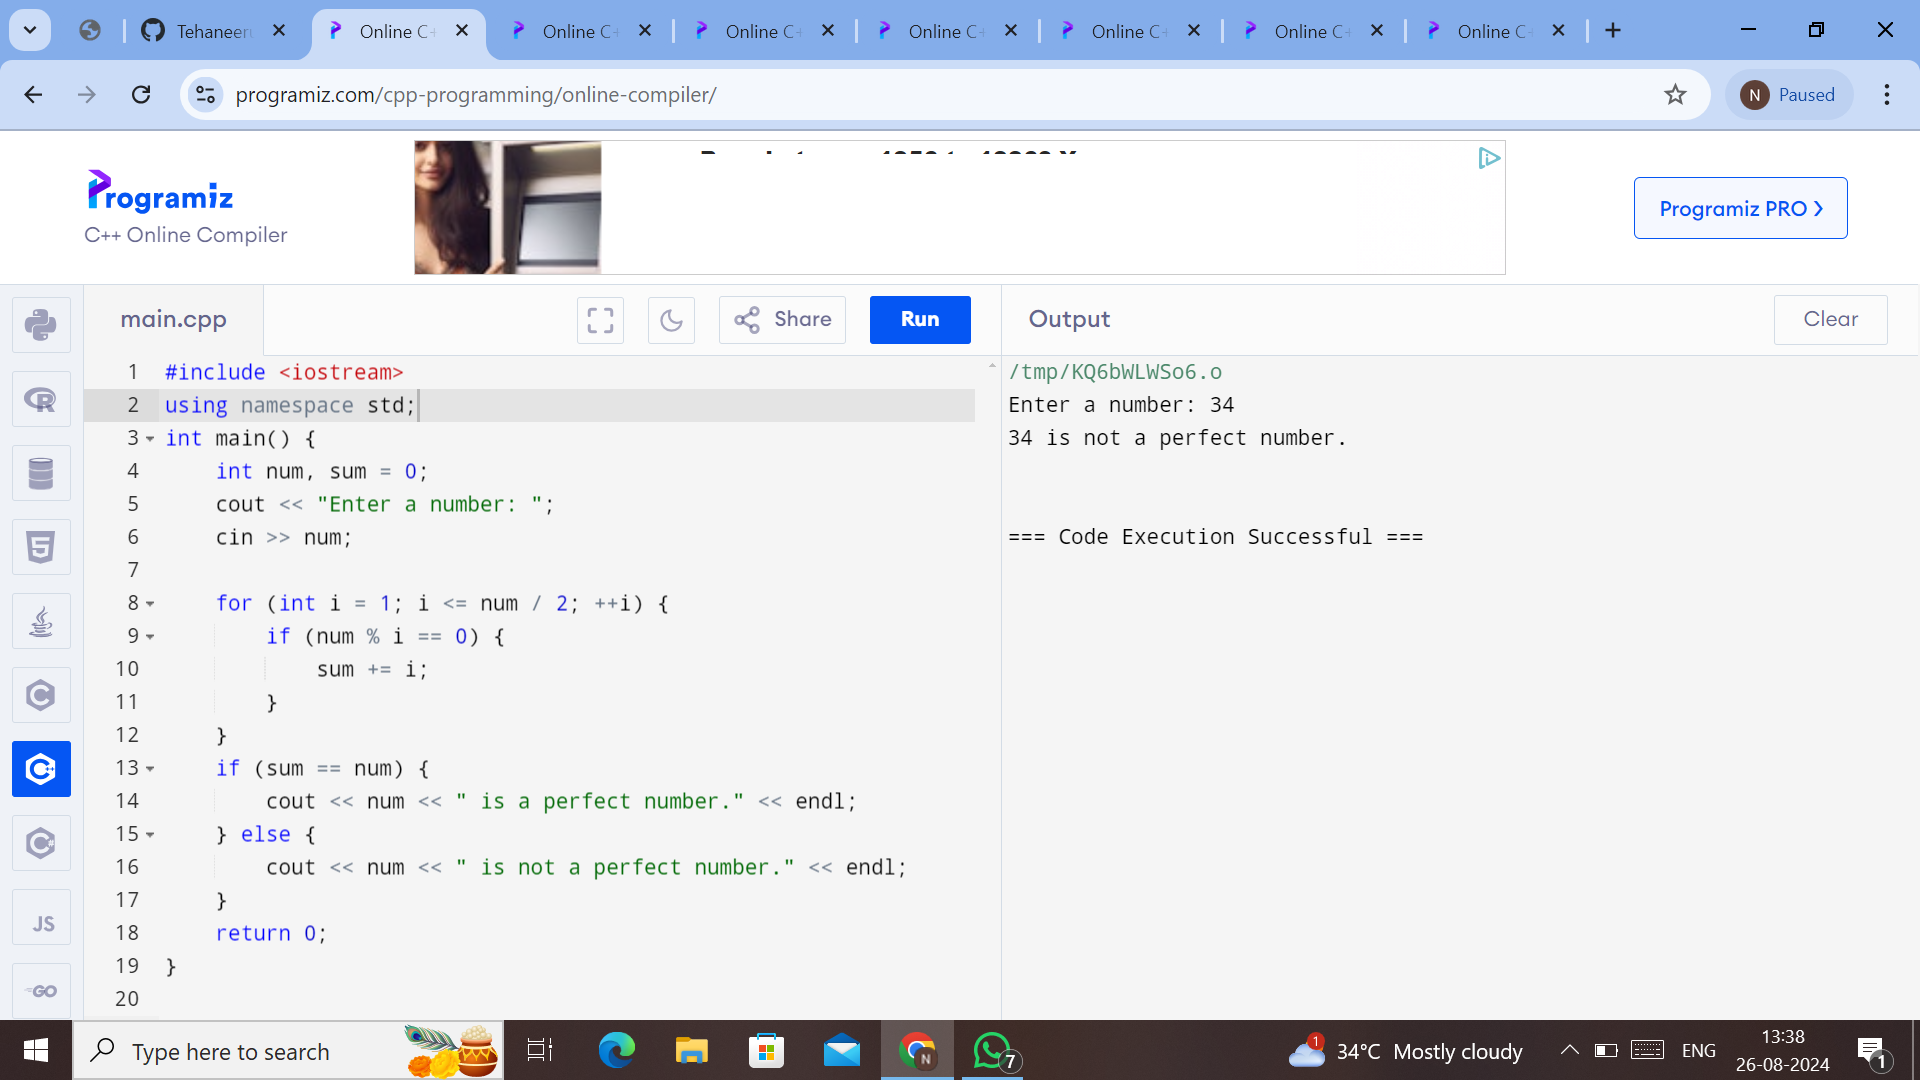 Tehaneer
Online C+
Online C+
Online C+
Online C+
Online C+
Online C+
Online C+
programiz.com/cpp-programming/online-compiler/
N Paused
Programiz
C++ Online Compiler
Programiz PRO
main.cpp
Share
Run
Output
Clear
1 #include <iostream>
2 using namespace std;
3 int main() {
4 int num, sum = 0;
5 cout << "Enter a number: ";
6 cin >> num;
7
8 for (int i = 1; i <= num / 2; ++i) {
9 if (num % i == 0) {
10 sum += i;
11 }
12 }
13 if (sum == num) {
14 cout << num << " is a perfect number." << endl;
15 } else {
16 cout << num << " is not a perfect number." << endl;
17 }
18 return 0;
19 }
20
/tmp/KQ6bWLWSo6.o
Enter a number: 34
34 is not a perfect number.
=== Code Execution Successful ===
R
5
C
C++
C#
JS
GO
Type here to search
N
7
1
34°C Mostly cloudy
ENG
13:38
26-08-2024
1